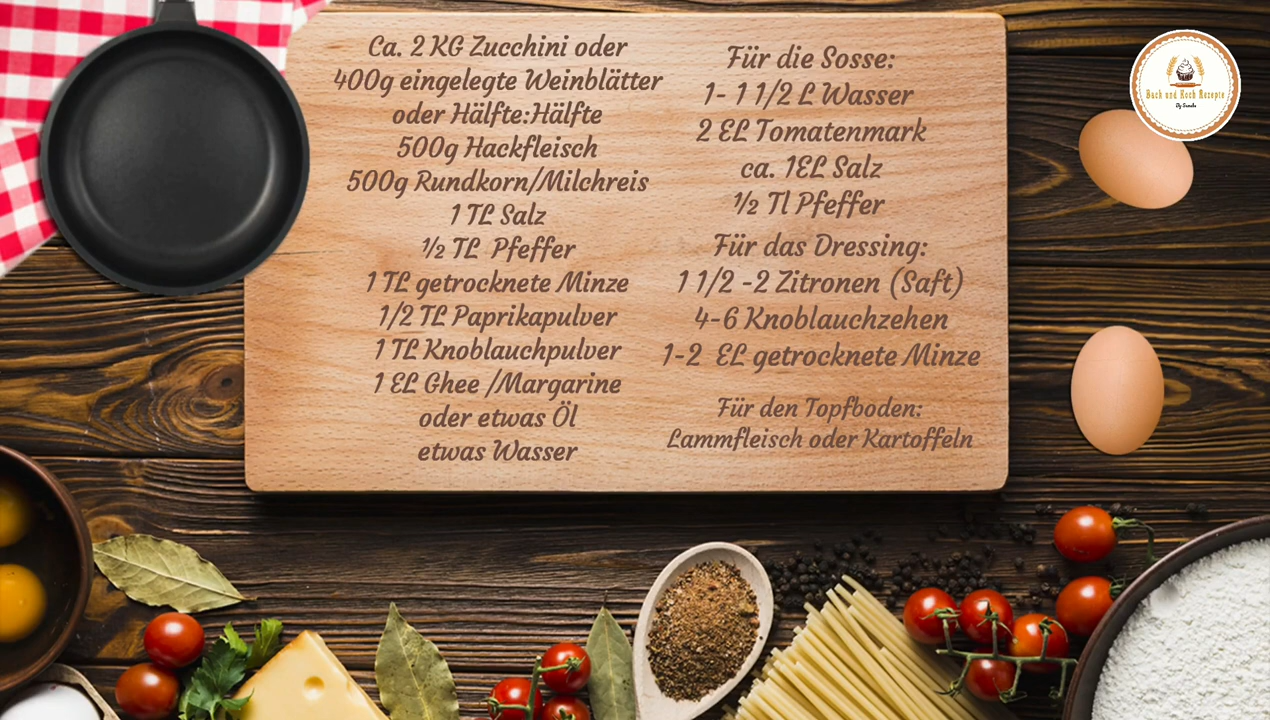 Ca. 2 KG Zucchini oder
400g eingelegte Weinblätter
oder Hälfte:Hälfte
500g Hackfleisch
500g Rundkorn/Milchreis
1 TL Salz
½ TL Pfeffer
1 TL getrocknete Minze
1/2 TL Paprikapulver
1 TL Knoblauchpulver
1 EL Ghee /Margarine
oder etwas Öl
etwas Wasser
Für die Sosse:
1- 1 1/2 L Wasser
2 EL Tomatenmark
ca. 1EL Salz
½ Tl Pfeffer
Für das Dressing:
1 1/2 -2 Zitronen (Saft)
4-6 Knoblauchzehen
1-2 EL getrocknete Minze
Für den Topfboden:
Lammfleisch oder Kartoffeln
Back und Koch Rezepte